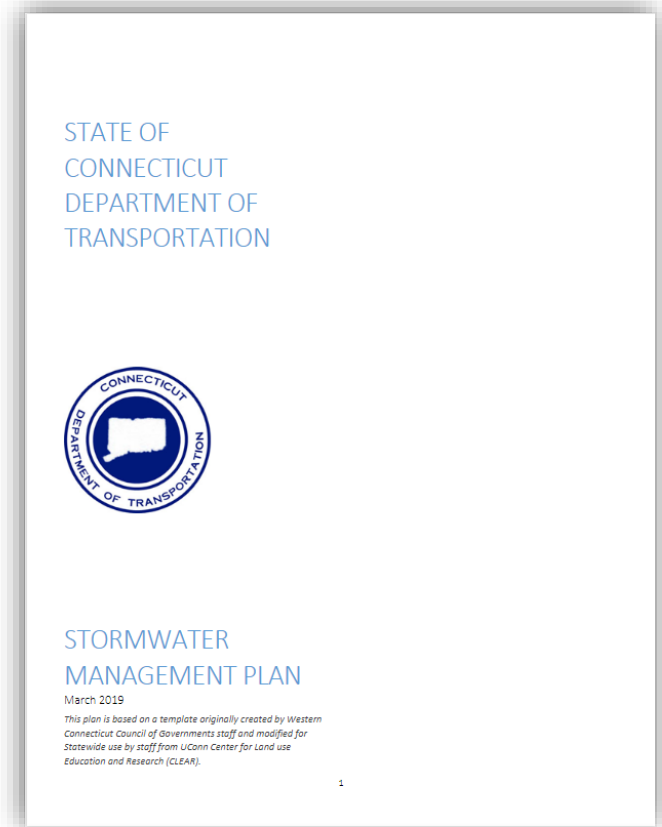 STATE OF
CONNECTICUT
DEPARTMENT OF
TRANSPORTATION
CONNECTICUT
DEPARTMENT OF TRANSPORTATION
STORMWATER
MANAGEMENT PLAN
March 2019
This plan is based on a template originally created by Western
Connecticut Council of Governments staff and modified for
Statewide use by staff from UConn Center for Land use
Education and Research (CLEAR).
1